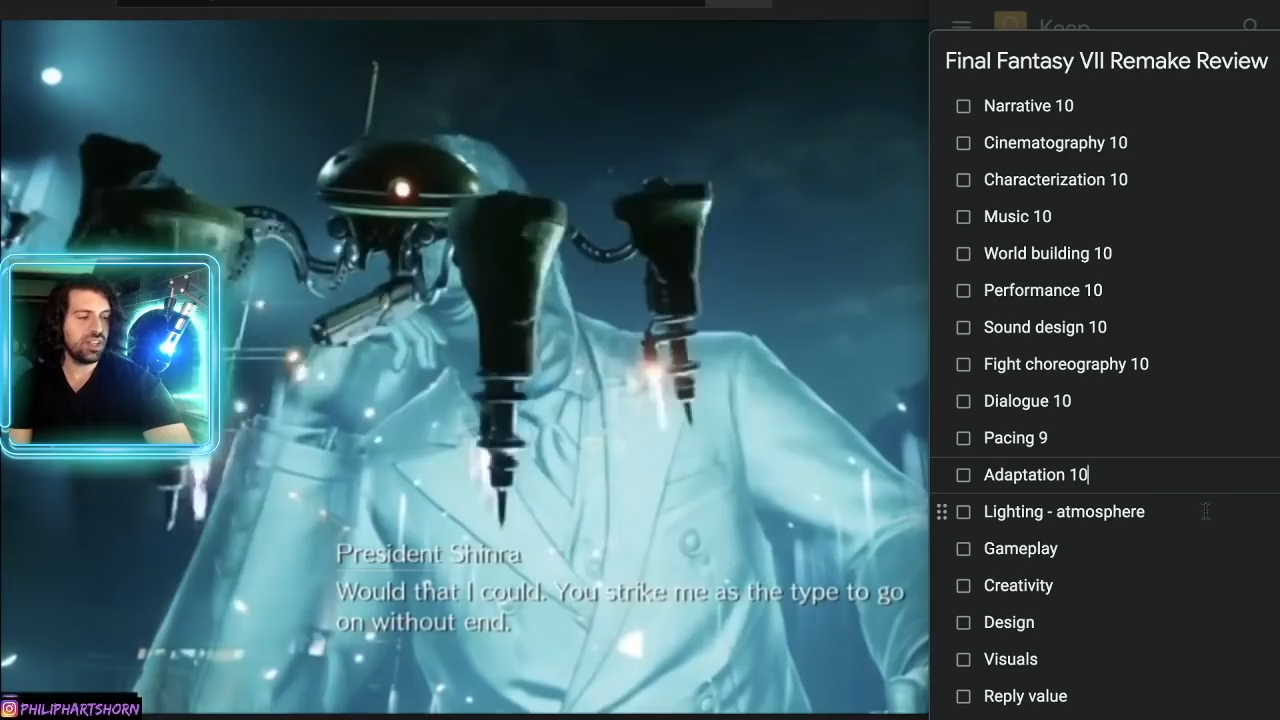 Keep
Final Fantasy VII Remake Review
Narrative 10
Cinematography 10
Characterization 10
Music 10
World building 10
Performance 10
Sound design 10
Fight choreography 10
Dialogue 10
Pacing 9
Adaptation 10
Lighting - atmosphere
Gameplay
Creativity
Design
Visuals
Reply value
President Shinra
Would that I could. You strike me as the type to go
on without end.
PHILIPHARTSHORN